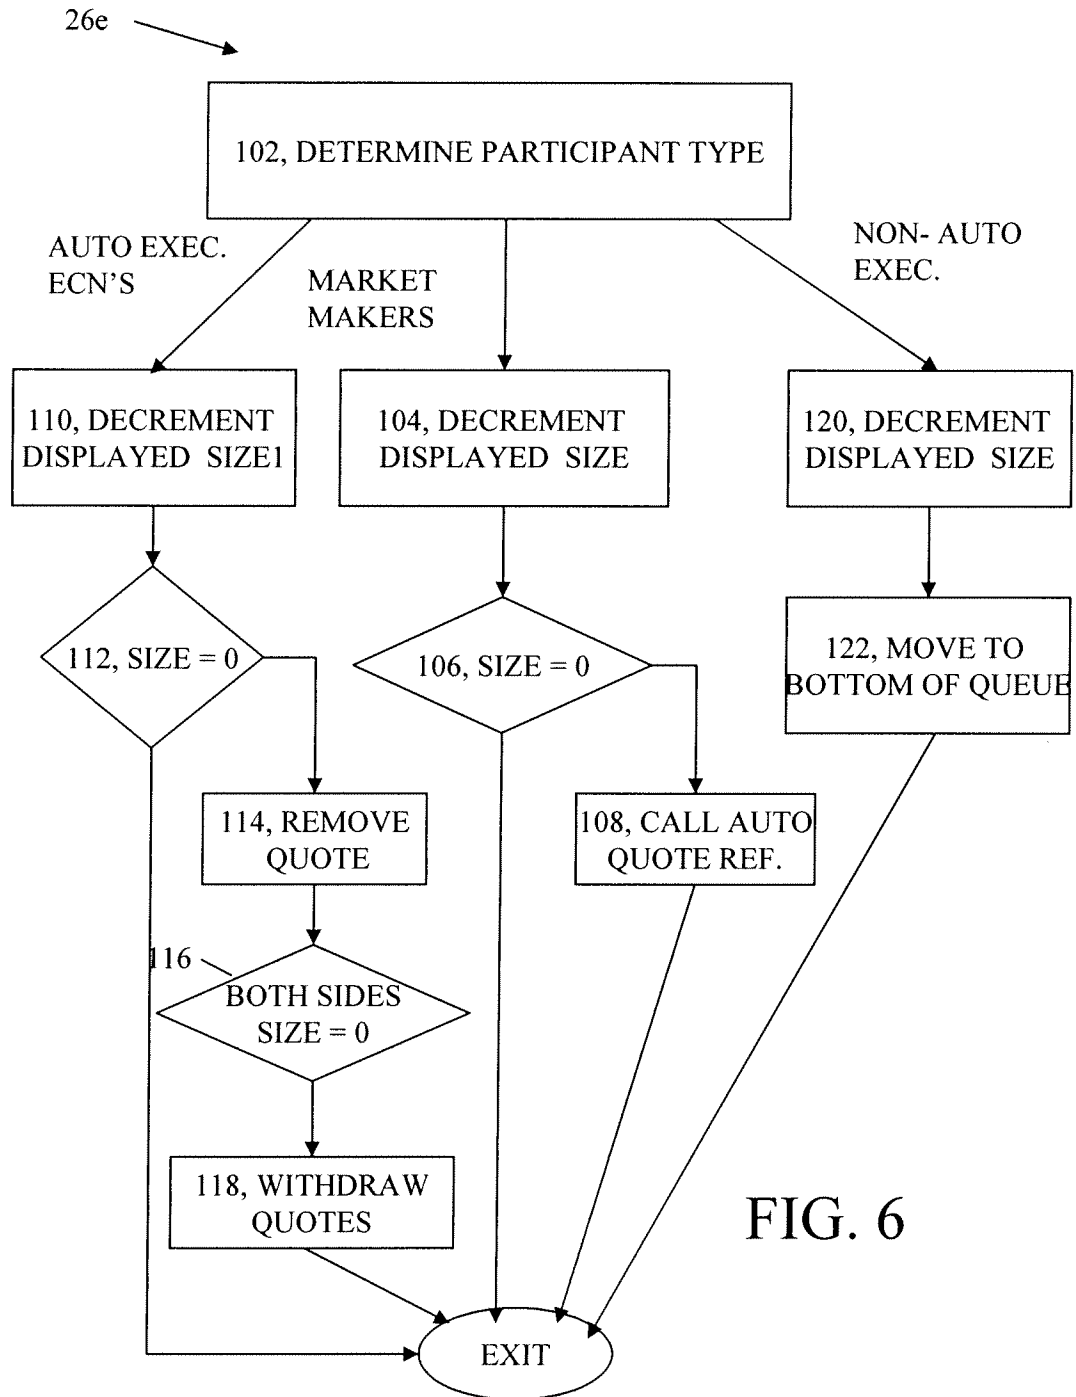 26e
102, DETERMINE PARTICIPANT TYPE
AUTO EXEC.
ECN'S
MARKET
MAKERS
NON- AUTO
EXEC.
110, DECREMENT
DISPLAYED SIZE1
104, DECREMENT
DISPLAYED SIZE
120, DECREMENT
DISPLAYED SIZE
112, SIZE = 0
106, SIZE = 0
122, MOVE TO
BOTTOM OF QUEUE
114, REMOVE
QUOTE
108, CALL AUTO
QUOTE REF.
116
BOTH SIDES
SIZE = 0
118, WITHDRAW
QUOTES
FIG. 6
EXIT